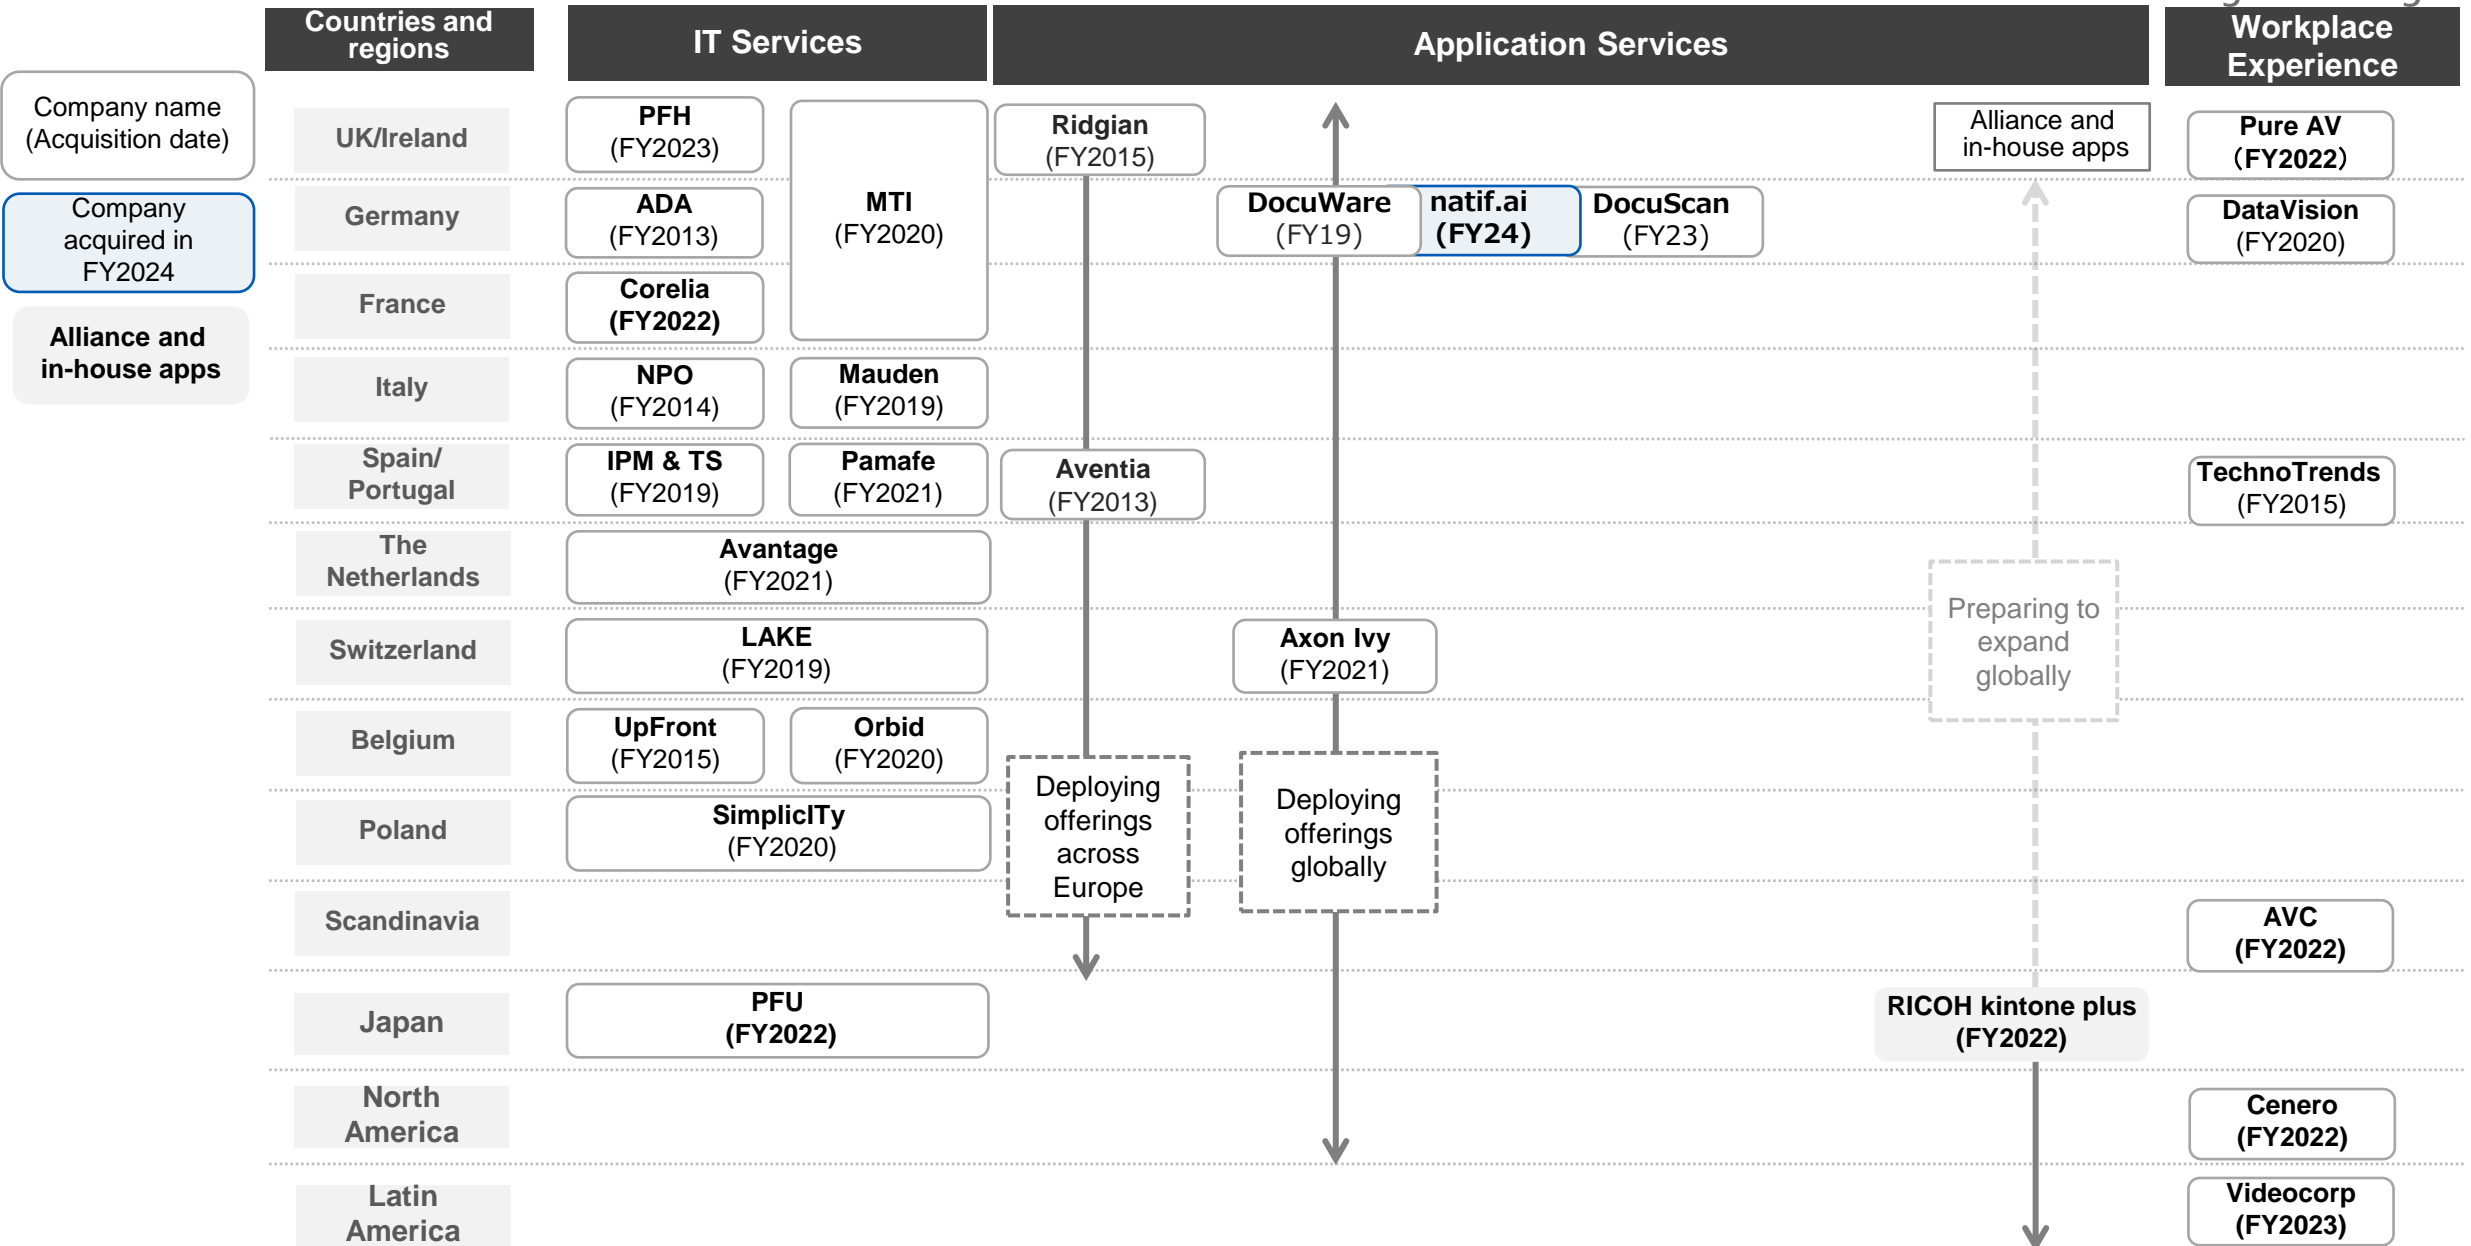 Countries and
regions
IT Services
Application Services
Workplace
Experience
Company name
(Acquisition date)
Company
acquired in
FY2024
Alliance and
in-house apps
UK/Ireland
PFH
(FY2023)
MTI
(FY2020)
Ridgian
(FY2015)
Alliance and
in-house apps
Pure AV
(FY2022)
Germany
ADA
(FY2013)
DocuWare
(FY19)
natif.ai
(FY24)
DocuScan
(FY23)
DataVision
(FY2020)
France
Corelia
(FY2022)
Italy
NPO
(FY2014)
Mauden
(FY2019)
Spain/
Portugal
IPM & TS
(FY2019)
Pamafe
(FY2021)
Aventia
(FY2013)
TechnoTrends
(FY2015)
The
Netherlands
Avantage
(FY2021)
Preparing to
expand
globally
Switzerland
LAKE
(FY2019)
Axon Ivy
(FY2021)
Belgium
UpFront
(FY2015)
Orbid
(FY2020)
Deploying
offerings
across
Europe
Deploying
offerings
globally
Poland
SimplicITy
(FY2020)
Scandinavia
AVC
(FY2022)
Japan
PFU
(FY2022)
RICOH kintone plus
(FY2022)
North
America
Cenero
(FY2022)
Latin
America
Videocorp
(FY2023)